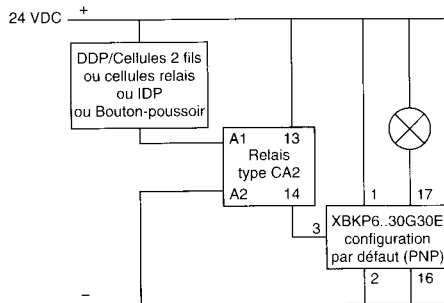 24 VDC +
DDP/Cellules 2 fils
ou cellules relais
ou IDP
ou Bouton-poussoir
A1 13
Relais
type CA2
A2 14
1 17
3
XBKP6..30G30E
configuration
par défaut (PNP)
2 16
–